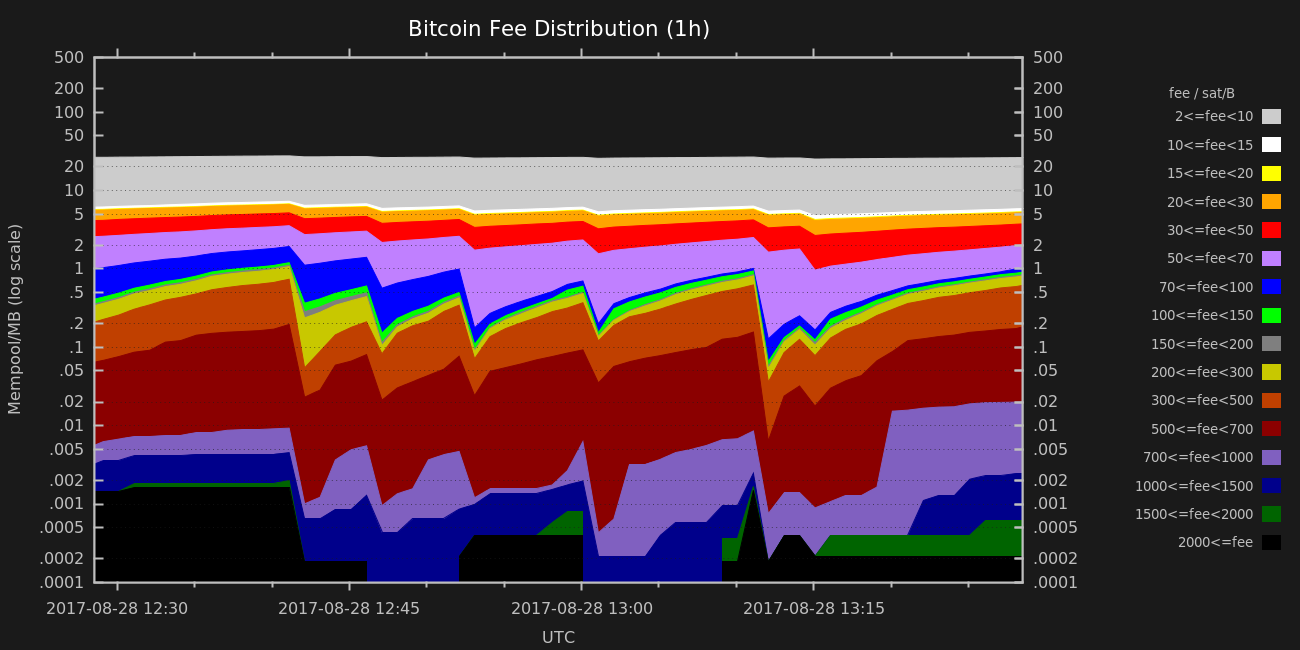 Bitcoin Fee Distribution (1h)
Mempool/MB (log scale)
500
200
100
50
20
10
5
2
1
.5
.2
.1
.05
.02
.01
.005
.002
.001
.0005
.0002
.0001
500
200
100
50
20
10
5
2
1
.5
.2
.1
.05
.02
.01
.005
.002
.001
.0005
.0002
.0001
2017-08-28 12:30
2017-08-28 12:45
2017-08-28 13:00
2017-08-28 13:15
UTC
fee / sat/B
2<=fee<10
10<=fee<15
15<=fee<20
20<=fee<30
30<=fee<50
50<=fee<70
70<=fee<100
100<=fee<150
150<=fee<200
200<=fee<300
300<=fee<500
500<=fee<700
700<=fee<1000
1000<=fee<1500
1500<=fee<2000
2000<=fee